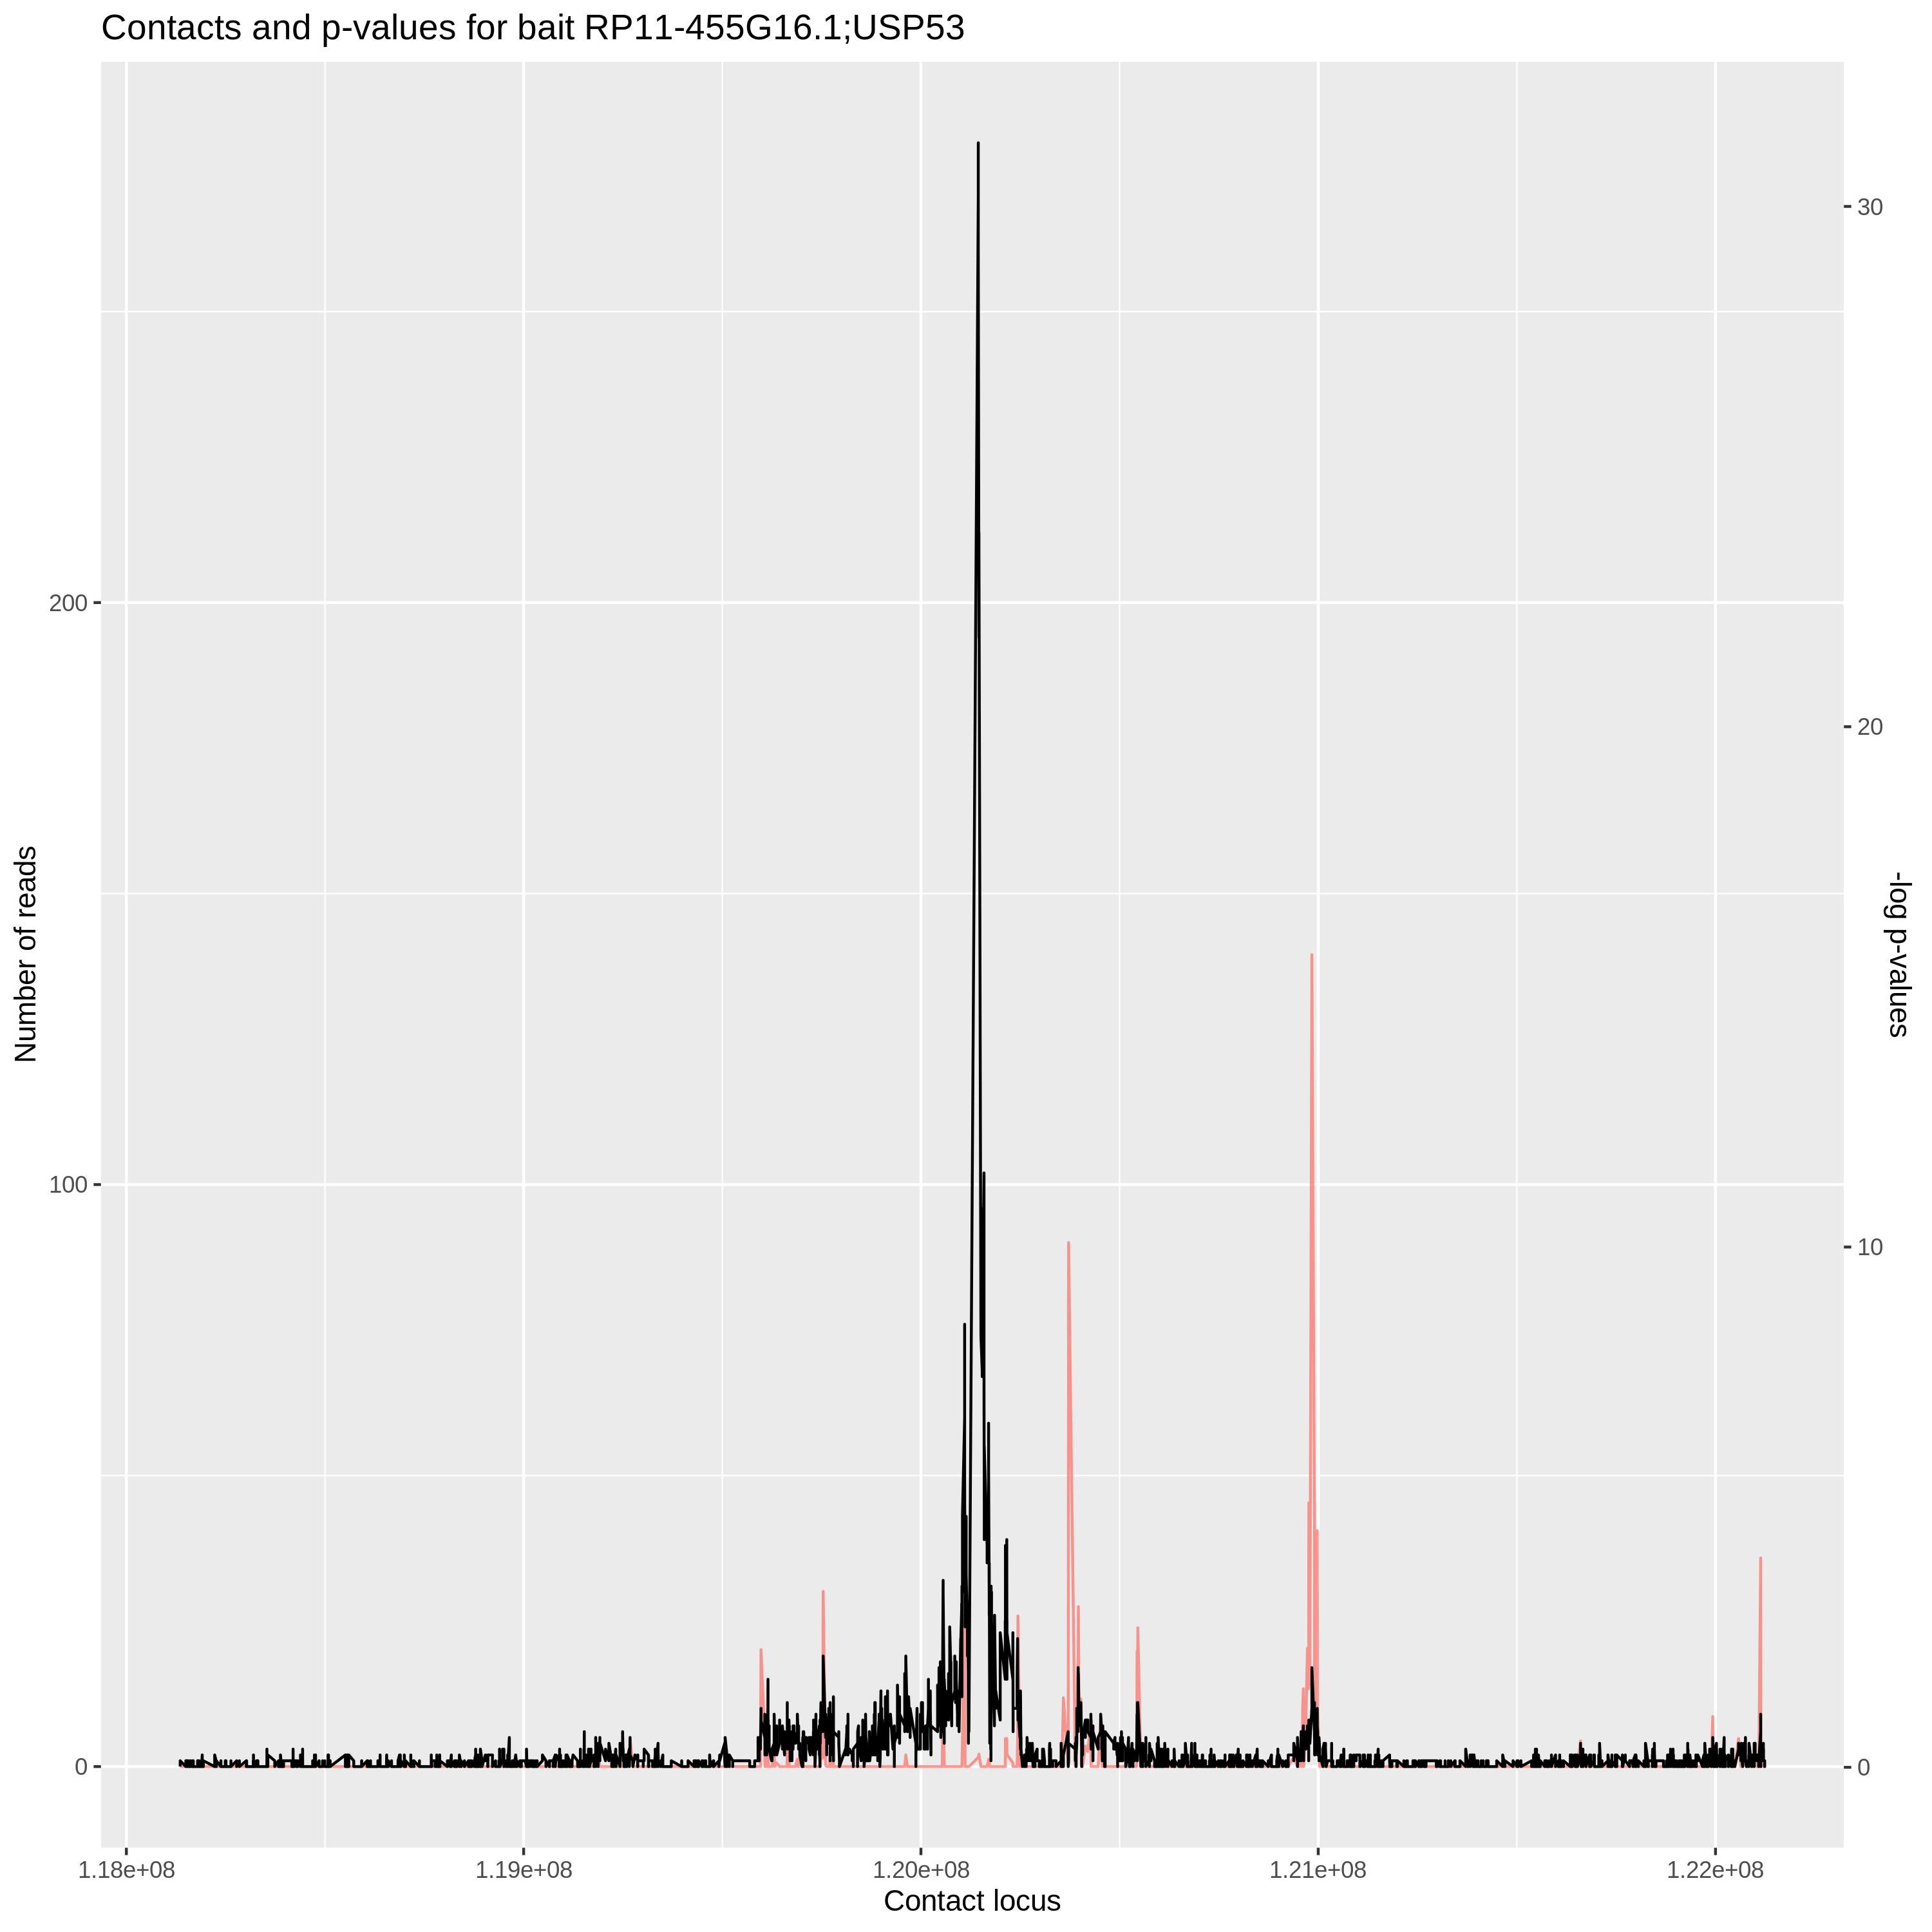 Contacts and p-values for bait RP11-455G16.1;USP53
Number of reads
200
100
0
30
20
10
0
-log p-values
1.18e+08 1.19e+08 1.20e+08 1.21e+08 1.22e+08
Contact locus